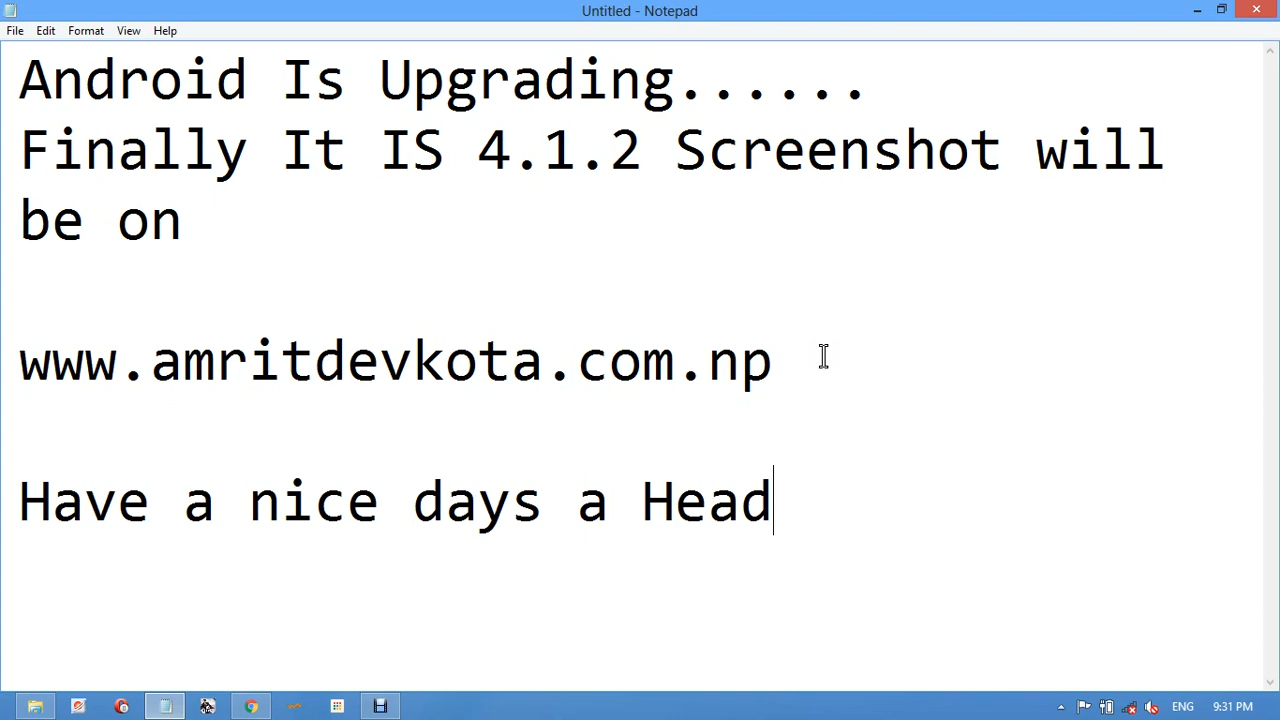 Untitled - Notepad
File Edit Format View Help
Android Is Upgrading......
Finally It IS 4.1.2 Screenshot will
be on
www.amritdevkota.com.np
Have a nice days a Head
ENG 9:31 PM